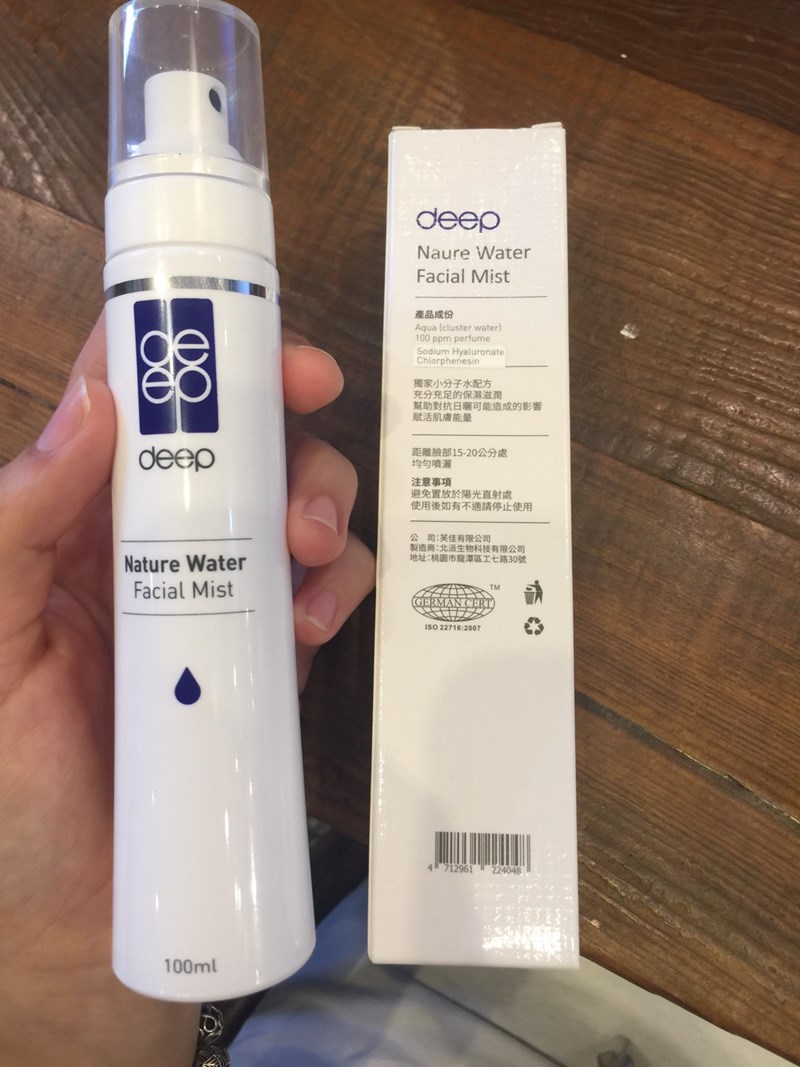 de
ep
deep
Nature Water
Facial Mist
100ml
deep
Naure Water
Facial Mist
產品成份
Aqua (cluster water)
100 ppm perfume
Sodium Hyaluronate
Chlorphenesin
獨家小分子水配方
充分充足的保濕滋潤
幫助對抗日曬可能造成的影響
賦活肌膚能量
距離臉部15-20公分處
均勻噴灑
注意事項
避免置放於陽光直射處
使用後如有不適請停止使用
公 司:芙佳有限公司
製造商:北派生物科技有限公司
地址:桃園市龍潭區工七路30號
GERMAN CERT
TM
ISO 22716:2007
4 712961 224048